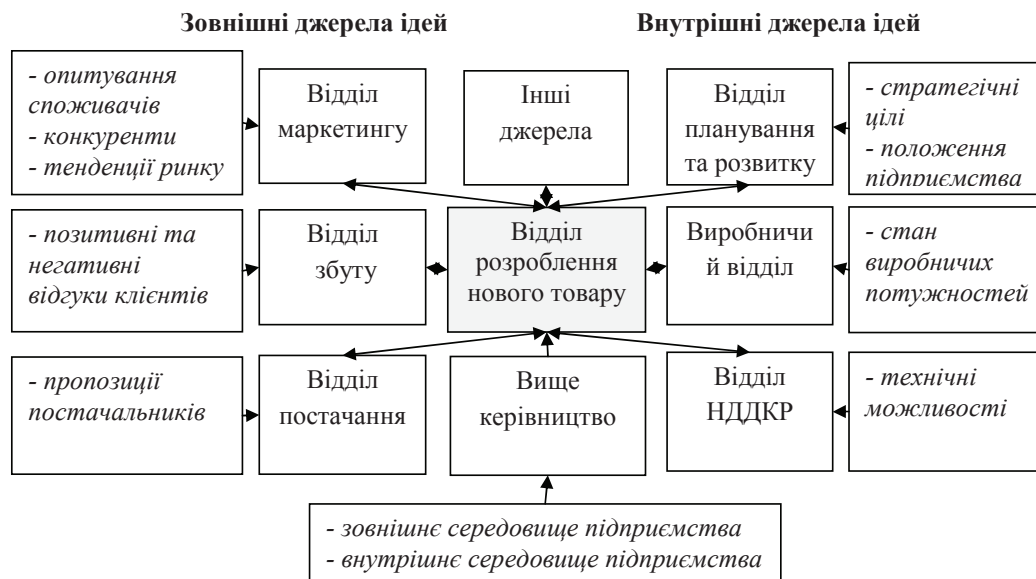 Зовнішні джерела ідей
Внутрішні джерела ідей
- опитування
споживачів
- конкуренти
- тенденції ринку
Відділ
маркетингу
Інші
джерела
Відділ
планування
та розвитку
- стратегічні
цілі
- положення
підприємства
- позитивні та
негативні
відгуки клієнтів
Відділ
збуту
Відділ
розроблення
нового товару
Виробничи
й відділ
- стан
виробничих
потужностей
- пропозиції
постачальників
Відділ
постачання
Вище
керівництво
Відділ
НДДКР
- технічні
можливості
- зовнішнє середовище підприємства
- внутрішнє середовище підприємства